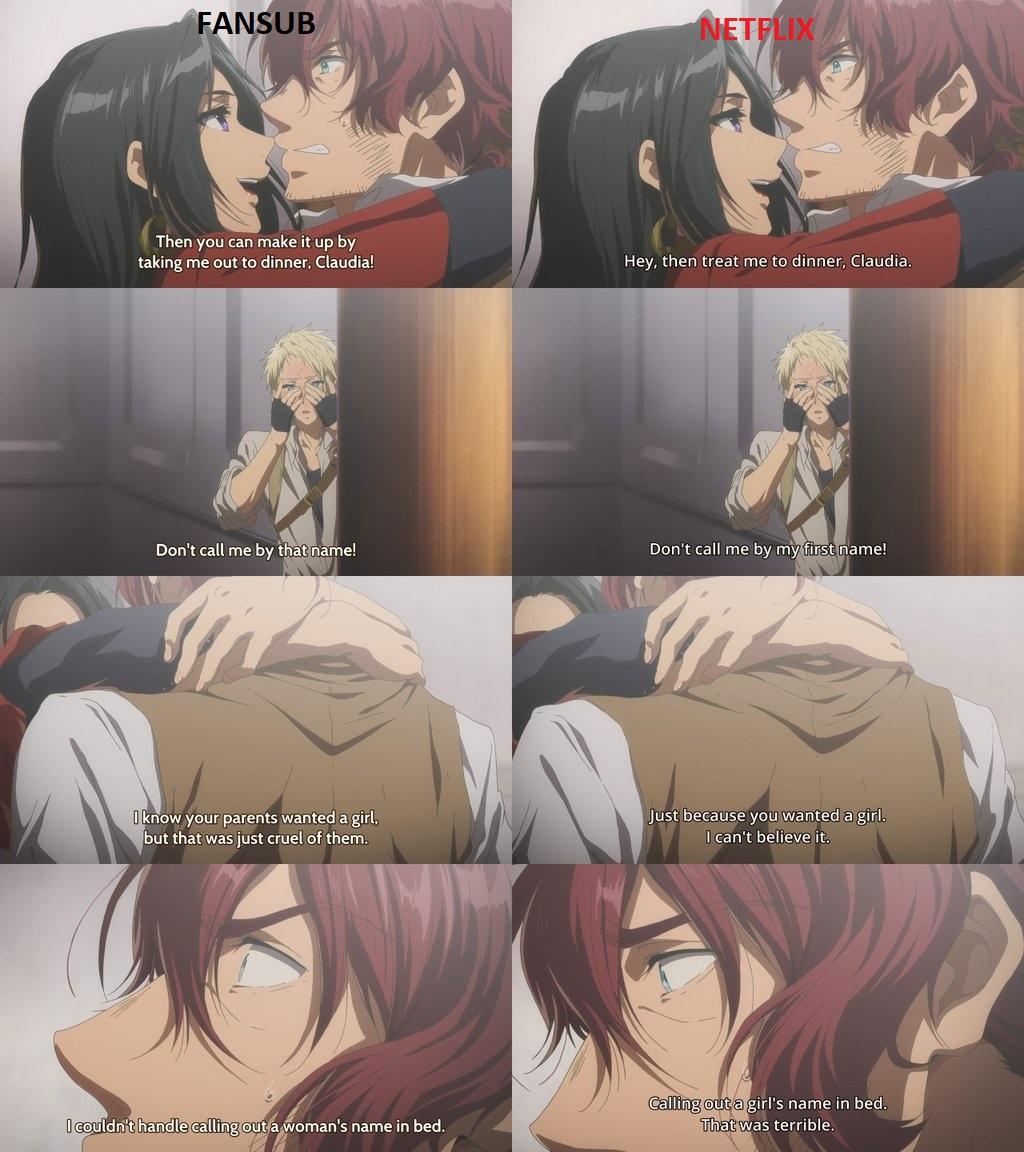 FANSUB
NETFLIX
Then you can make it up by
taking me out to dinner, Claudia!
Hey, then treat me to dinner, Claudia.
Don't call me by that name!
Don't call me by my first name!
I know your parents wanted a girl,
but that was just cruel of them.
Just because you wanted a girl.
I can't believe it.
I couldn't handle calling out a woman's name in bed.
Calling out a girl's name in bed.
That was terrible.